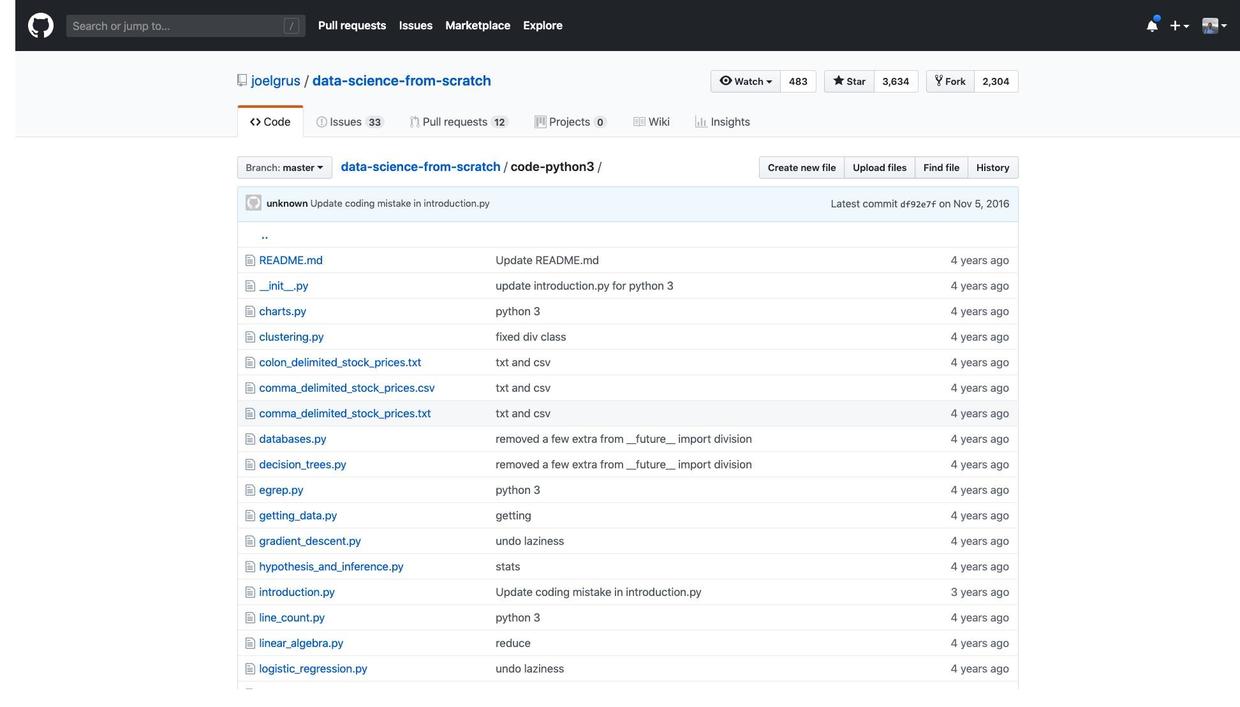 Search or jump to... / Pull requests Issues Marketplace Explore
joelgrus / data-science-from-scratch Watch 483 Star 3,634 Fork 2,304
Code Issues 33 Pull requests 12 Projects 0 Wiki Insights
Branch: master data-science-from-scratch / code-python3 / Create new file Upload files Find file History
unknown Update coding mistake in introduction.py Latest commit df92e7f on Nov 5, 2016
..
README.md Update README.md 4 years ago
__init__.py update introduction.py for python 3 4 years ago
charts.py python 3 4 years ago
clustering.py fixed div class 4 years ago
colon_delimited_stock_prices.txt txt and csv 4 years ago
comma_delimited_stock_prices.csv txt and csv 4 years ago
comma_delimited_stock_prices.txt txt and csv 4 years ago
databases.py removed a few extra from __future__ import division 4 years ago
decision_trees.py removed a few extra from __future__ import division 4 years ago
egrep.py python 3 4 years ago
getting_data.py getting 4 years ago
gradient_descent.py undo laziness 4 years ago
hypothesis_and_inference.py stats 4 years ago
introduction.py Update coding mistake in introduction.py 3 years ago
line_count.py python 3 4 years ago
linear_algebra.py reduce 4 years ago
logistic_regression.py undo laziness 4 years ago